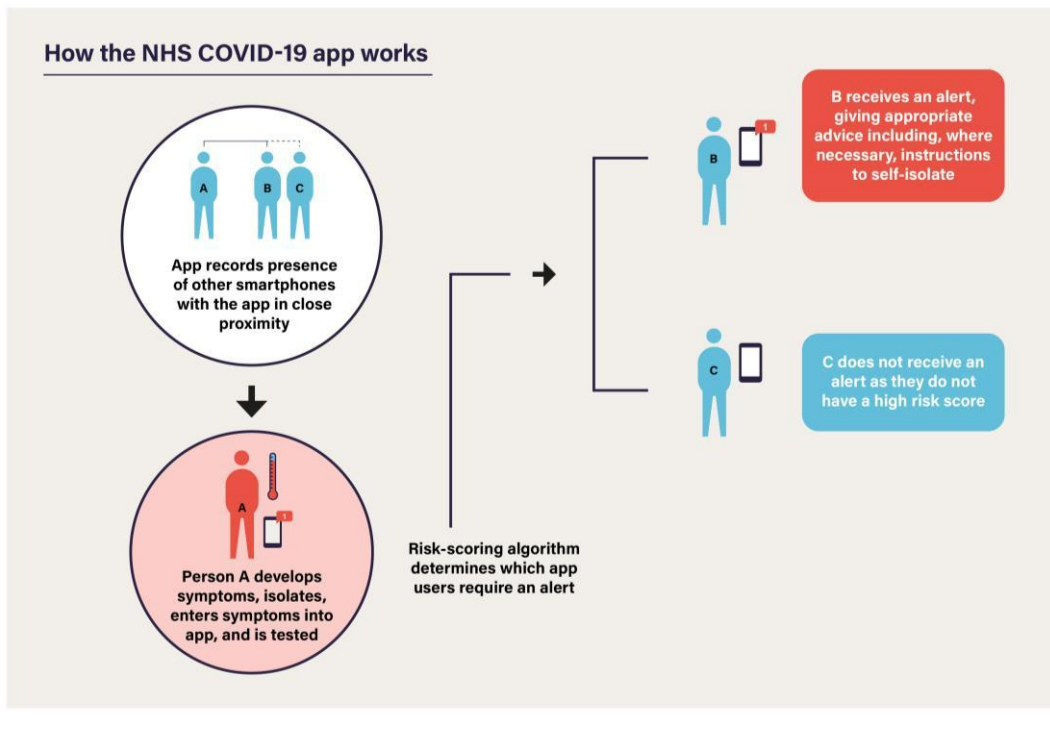 How the NHS COVID-19 app works
A
B
C
App records presence
of other smartphones
with the app in close
proximity
A
1
Person A develops
symptoms, isolates,
enters symptoms into
app, and is tested
Risk-scoring algorithm
determines which app
users require an alert
B
1
B receives an alert,
giving appropriate
advice including, where
necessary, instructions
to self-isolate
C
C does not receive an
alert as they do not
have a high risk score